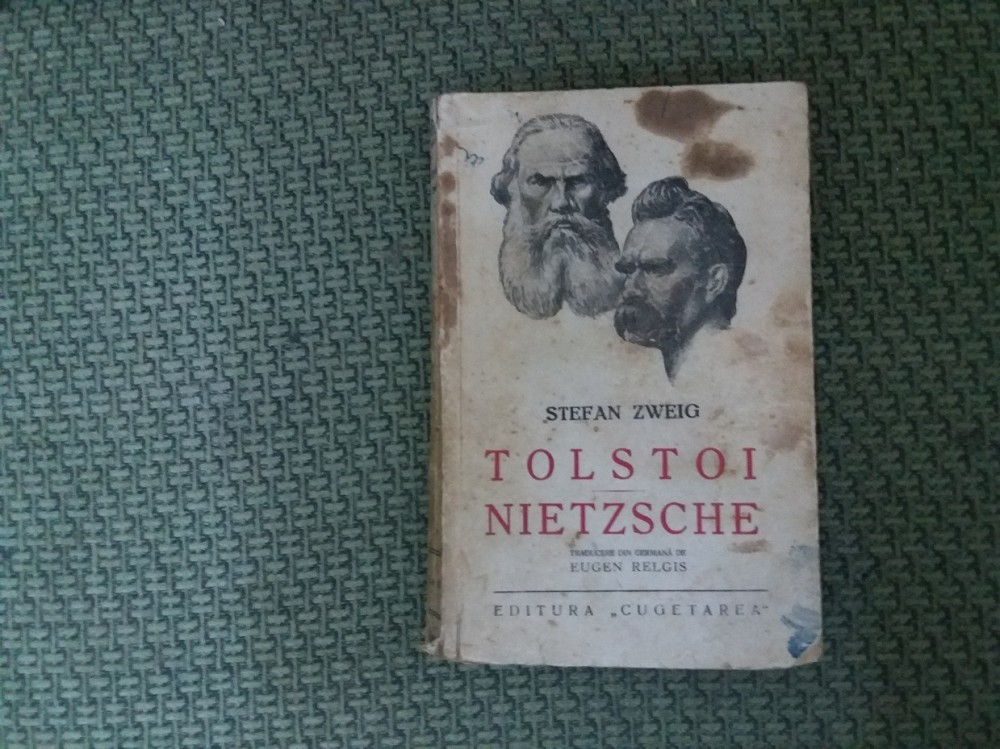 STEFAN ZWEIG
TOLSTOI
NIETZSCHE
TRADUCERE DIN GERMANĂ DE
EUGEN RELGIS
EDITURA „CUGETAREA"